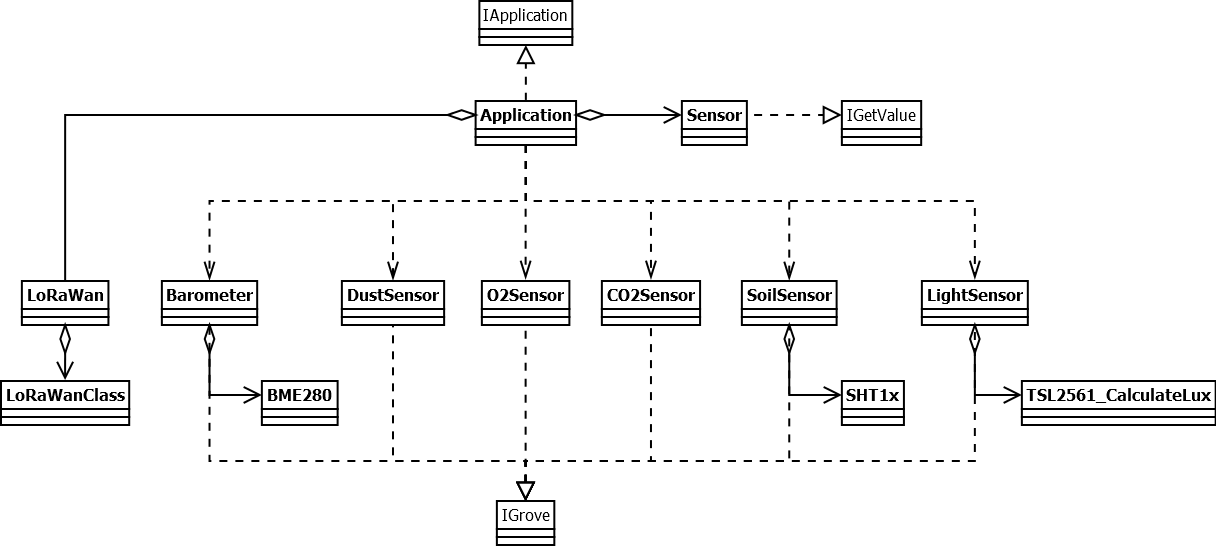 IApplication
Application
Sensor
IGetValue
LoRaWan
Barometer
DustSensor
O2Sensor
CO2Sensor
SoilSensor
LightSensor
LoRaWanClass
BME280
SHT1x
TSL2561_CalculateLux
IGrove